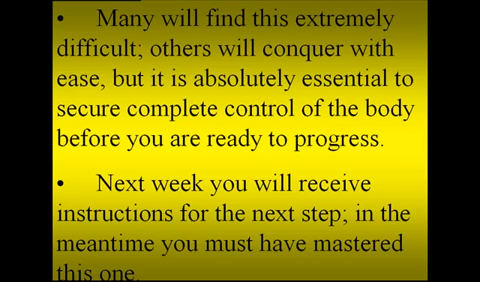 • Many will find this extremely
difficult; others will conquer with
ease, but it is absolutely essential to
secure complete control of the body
before you are ready to progress.
• Next week you will receive
instructions for the next step; in the
meantime you must have mastered
this one.